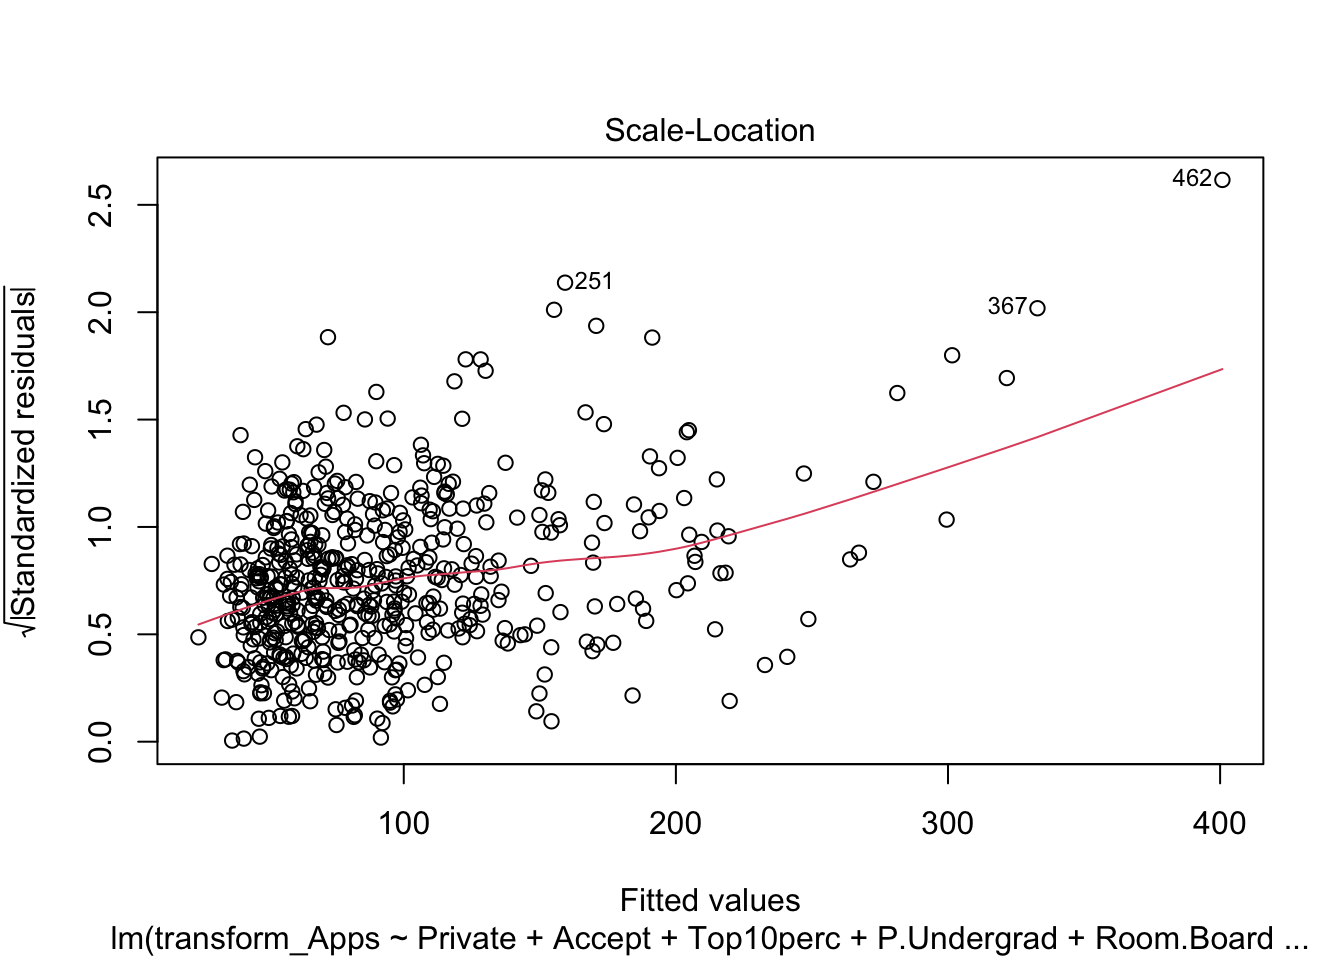 Scale-Location
√|Standardized residuals|
2.5
2.0
1.5
1.0
0.5
0.0
462
251
367
100 200 300 400
Fitted values
lm(transform_Apps ~ Private + Accept + Top10perc + P.Undergrad + Room.Board ...